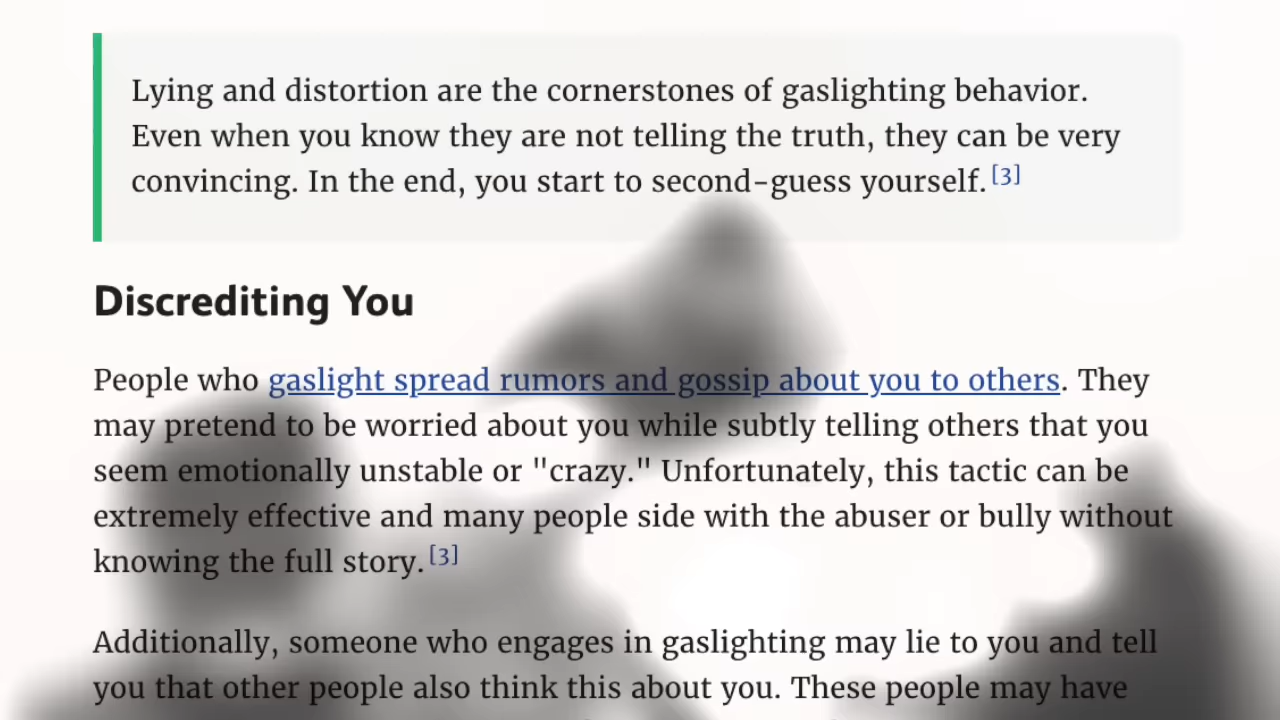 Lying and distortion are the cornerstones of gaslighting behavior.
Even when you know they are not telling the truth, they can be very
convincing. In the end, you start to second-guess yourself. [3]
Discrediting You
People who gaslight spread rumors and gossip about you to others. They
may pretend to be worried about you while subtly telling others that you
seem emotionally unstable or "crazy." Unfortunately, this tactic can be
extremely effective and many people side with the abuser or bully without
knowing the full story. [3]
Additionally, someone who engages in gaslighting may lie to you and tell
you that other people also think this about you. These people may have